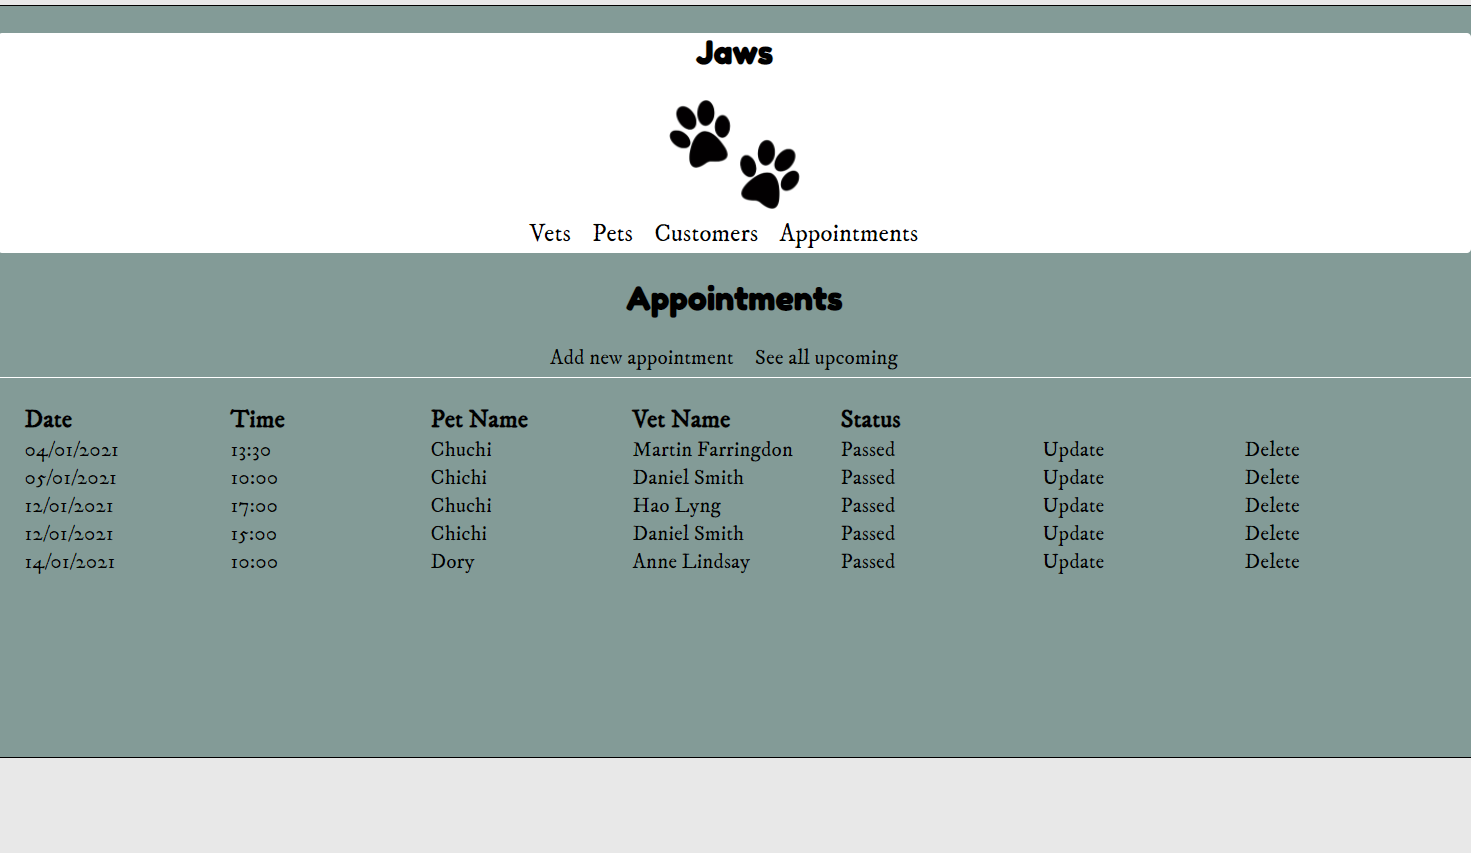 Jaws
Vets Pets Customers Appointments
Appointments
Add new appointment See all upcoming
Date Time Pet Name Vet Name Status
04/01/2021 13:30 Chuchi Martin Farringdon Passed Update Delete
05/01/2021 10:00 Chichi Daniel Smith Passed Update Delete
12/01/2021 17:00 Chuchi Hao Lyng Passed Update Delete
12/01/2021 15:00 Chichi Daniel Smith Passed Update Delete
14/01/2021 10:00 Dory Anne Lindsay Passed Update Delete